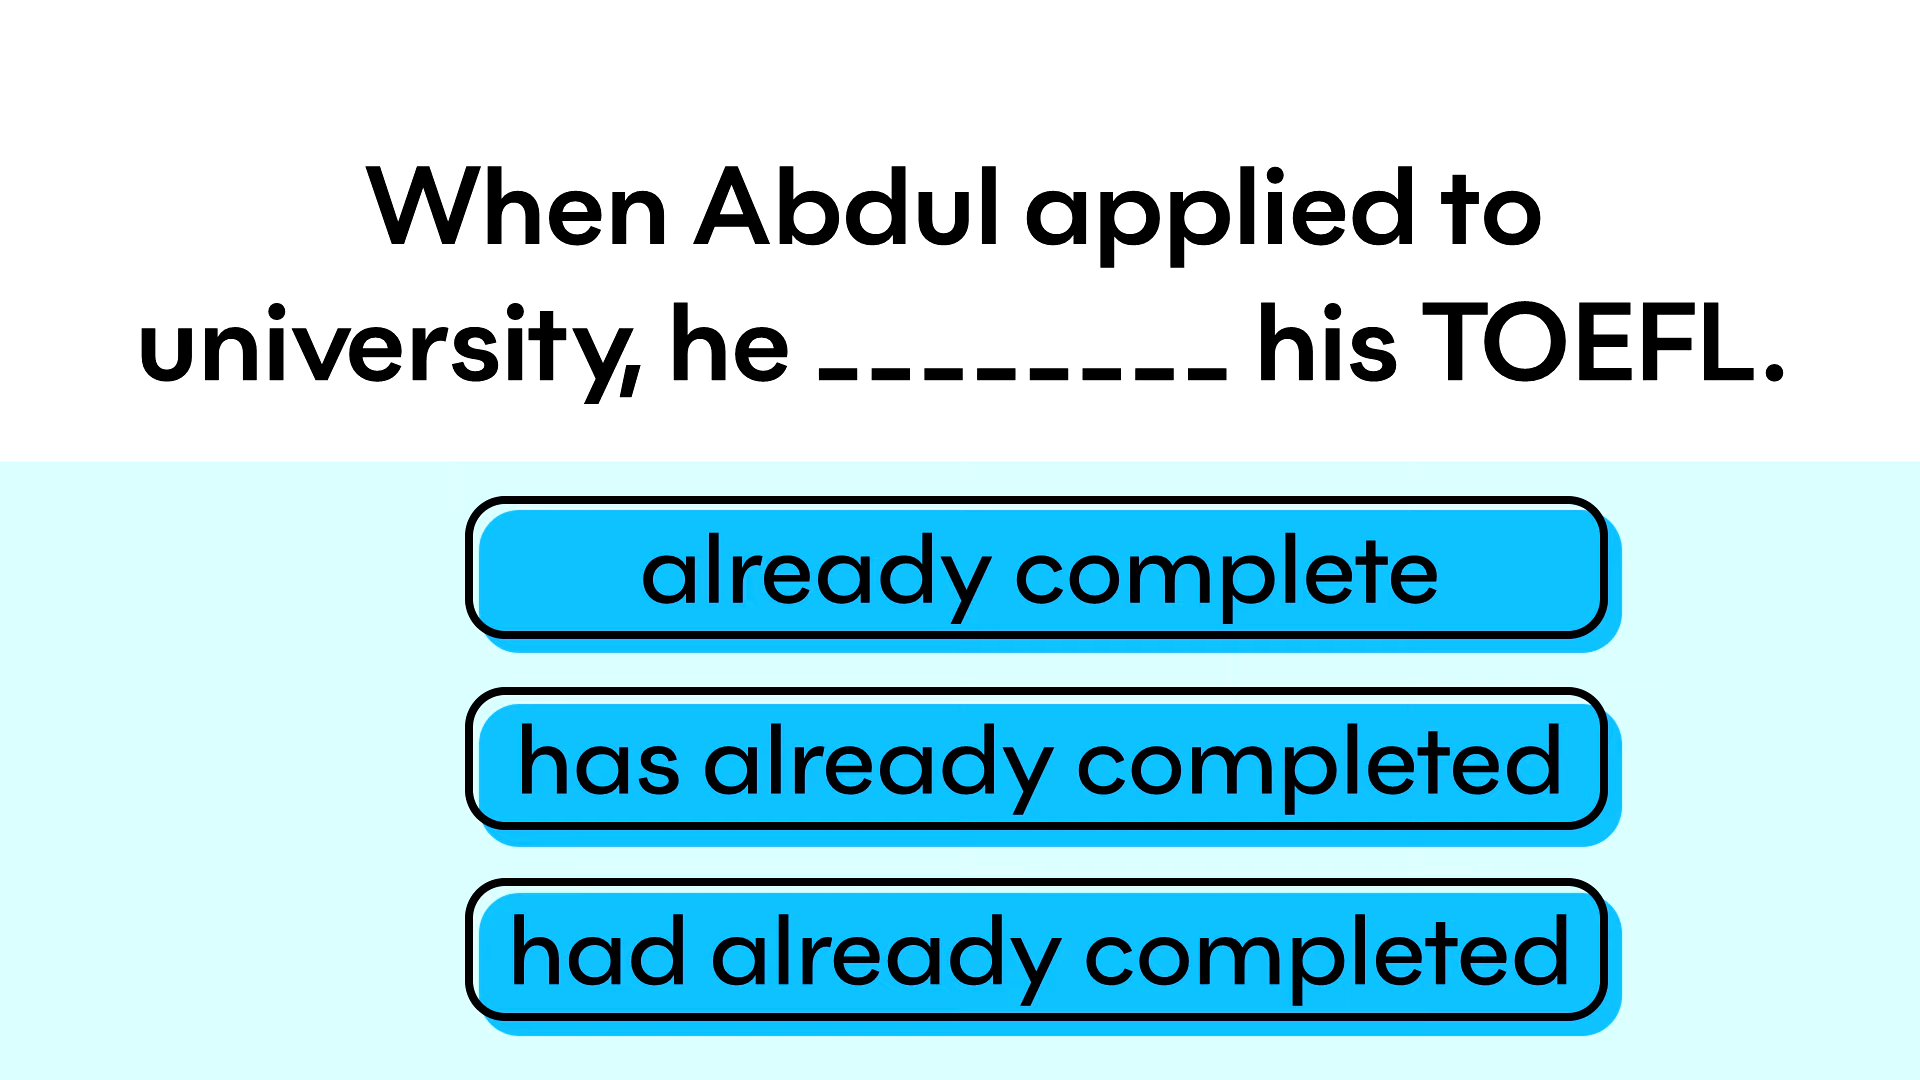 When Abdul applied to
university, he ________ his TOEFL.
already complete
has already completed
had already completed